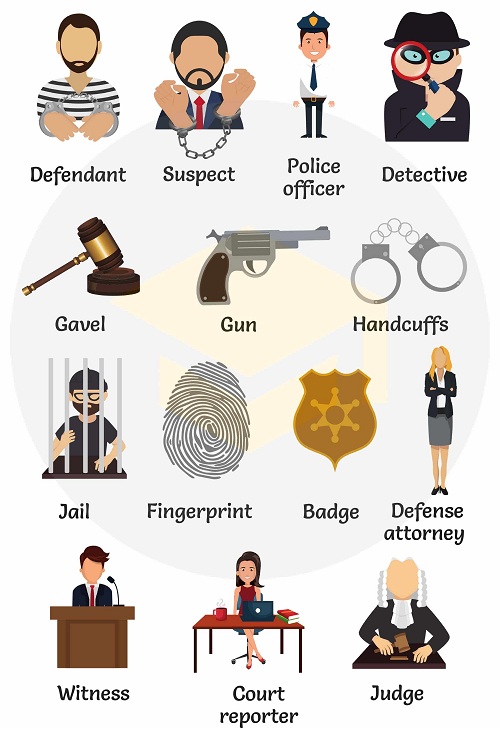 Defendant
Suspect
Police
officer
Detective
Gavel
Gun
Handcuffs
Jail
Fingerprint
Badge
Defense
attorney
Witness
Court
reporter
Judge